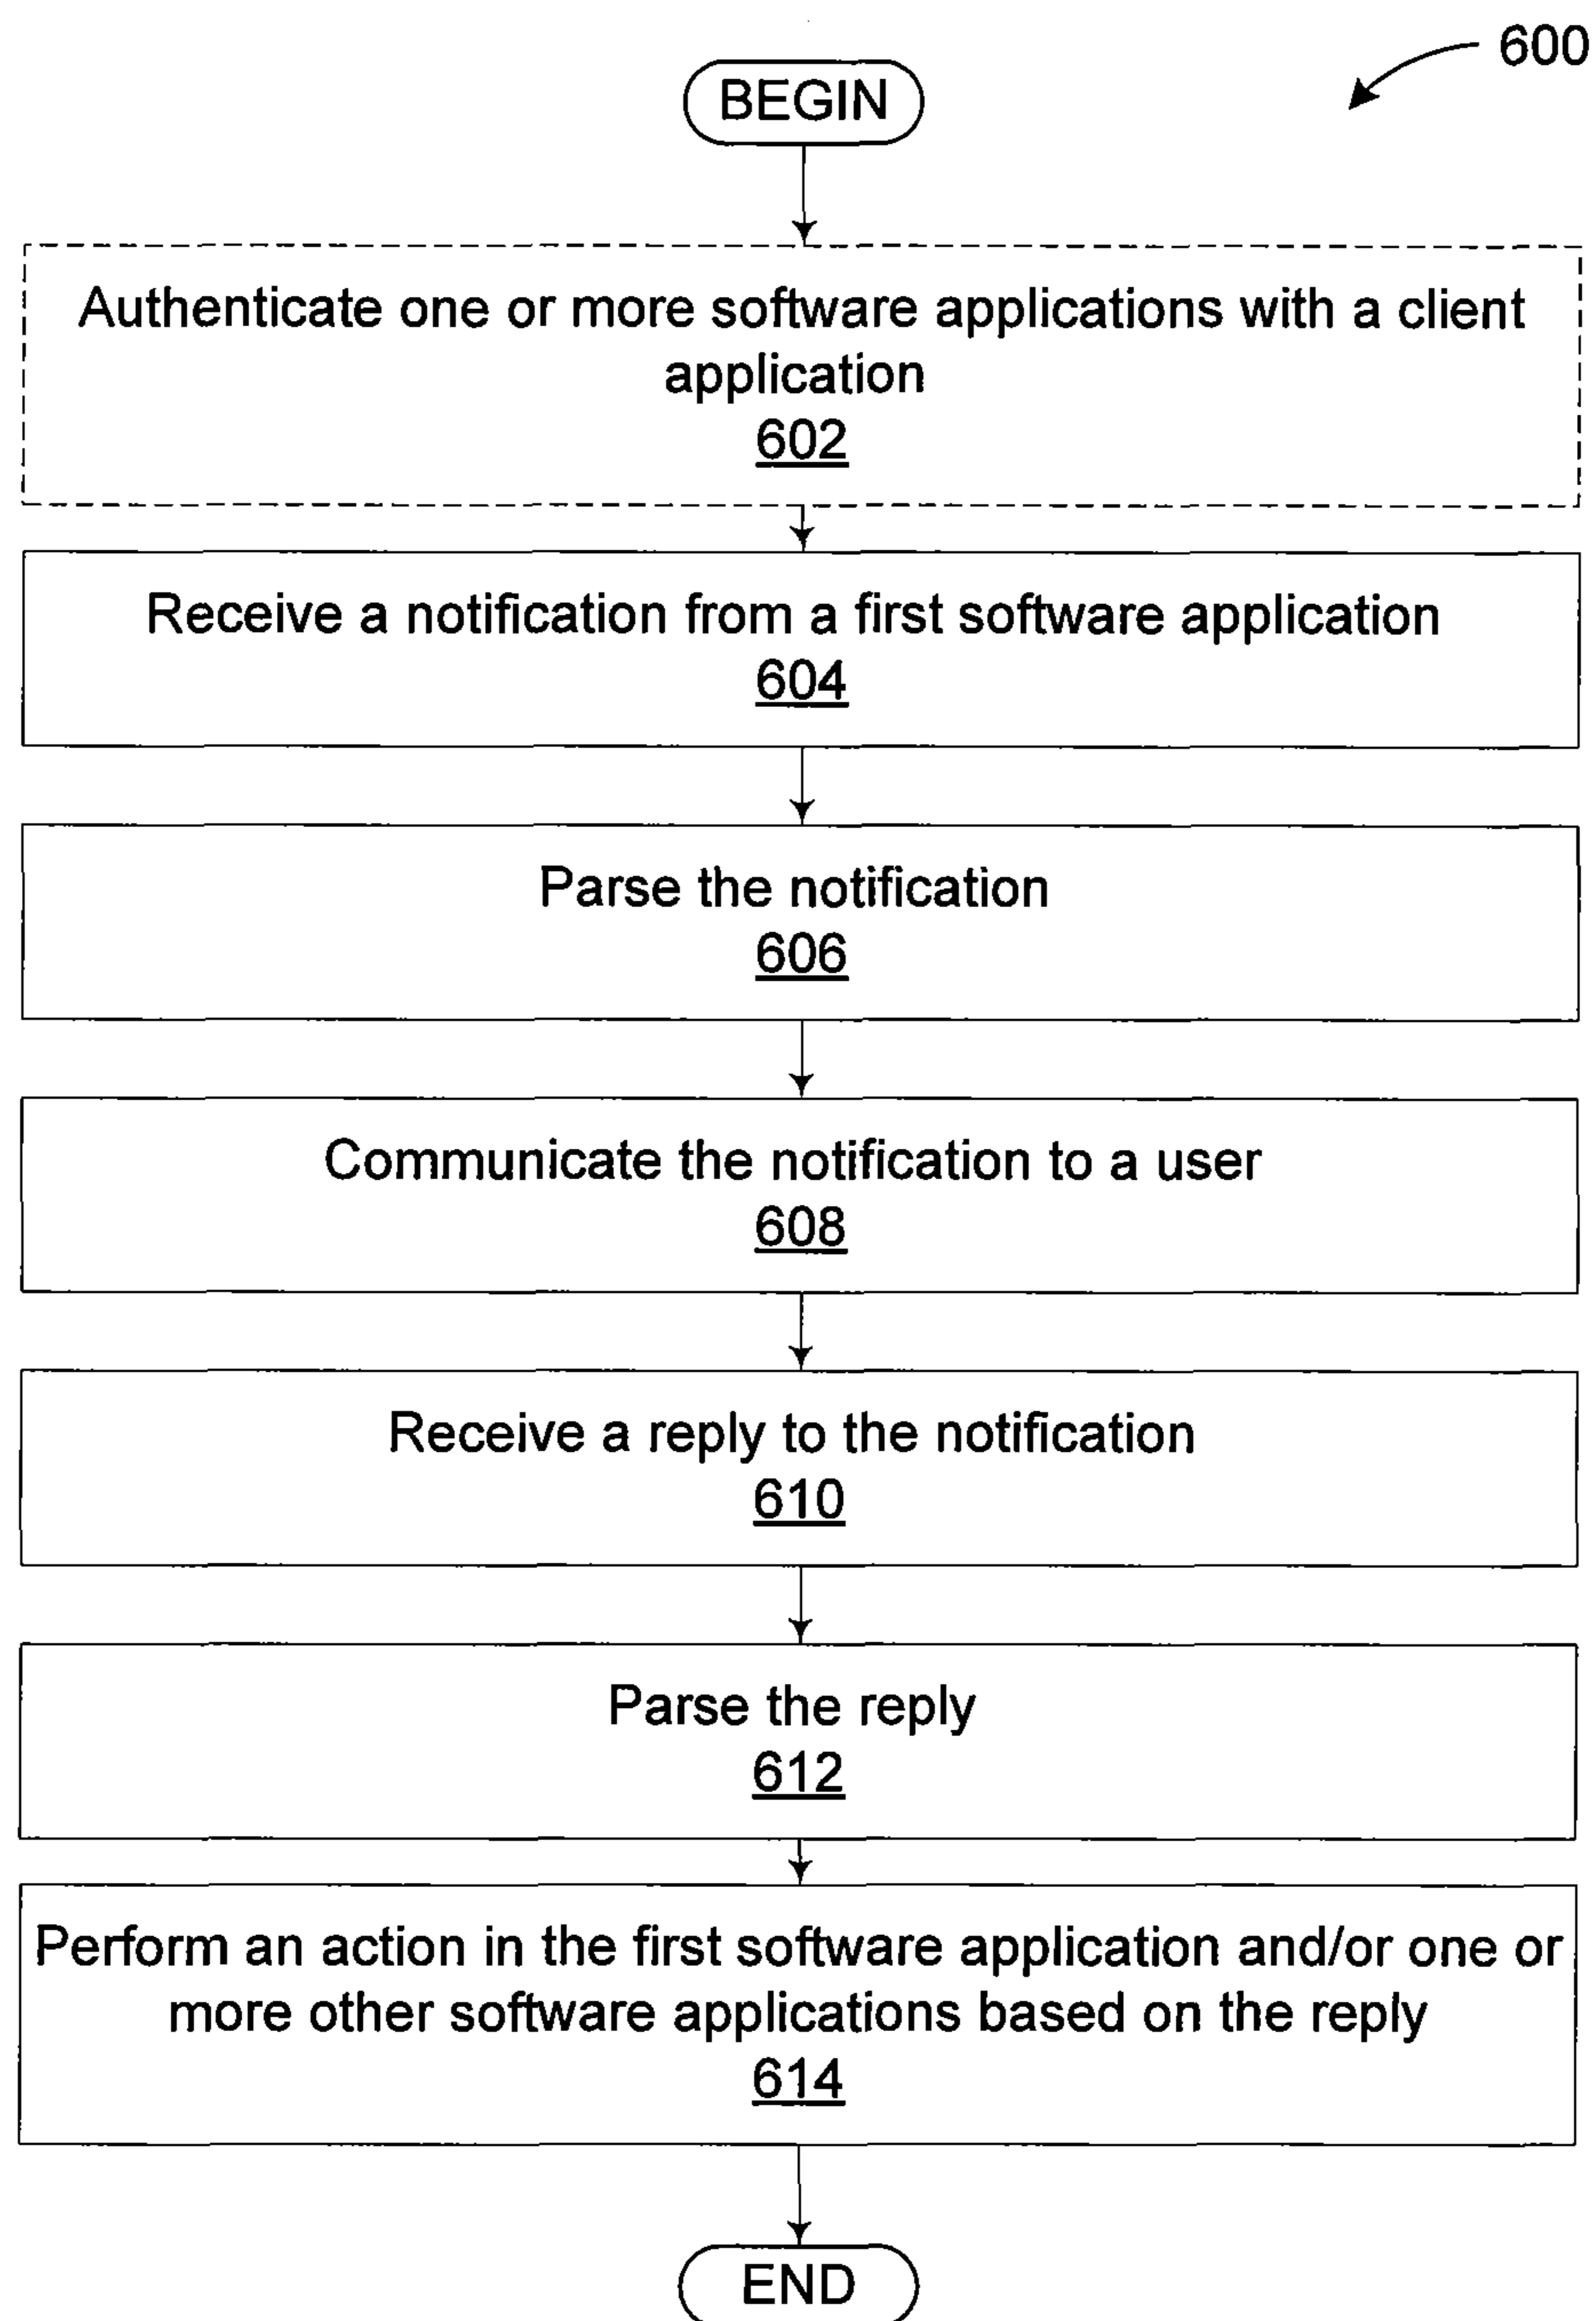 600
BEGIN
Authenticate one or more software applications with a client
application
602
Receive a notification from a first software application
604
Parse the notification
606
Communicate the notification to a user
608
Receive a reply to the notification
610
Parse the reply
612
Perform an action in the first software application and/or one or
more other software applications based on the reply
614
END